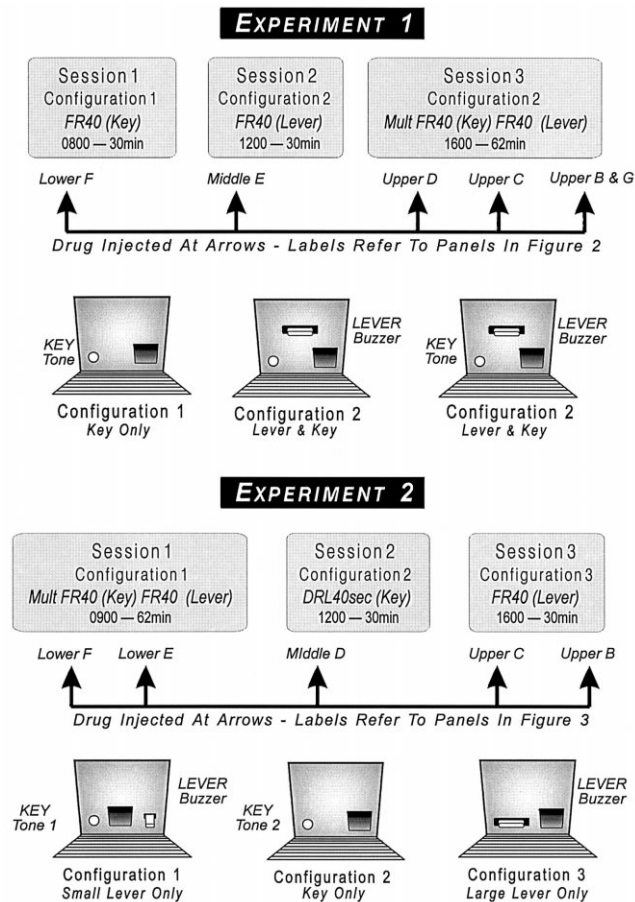 EXPERIMENT 1
Session 1
Configuration 1
FR40 (Key)
0800 — 30min
Session 2
Configuration 2
FR40 (Lever)
1200 — 30min
Session 3
Configuration 2
Mult FR40 (Key) FR40 (Lever)
1600 — 62min
Lower F
Middle E
Upper D
Upper C
Upper B & G
Drug Injected At Arrows - Labels Refer To Panels In Figure 2
KEY
Tone
Configuration 1
Key Only
LEVER
Buzzer
Configuration 2
Lever & Key
KEY
Tone
LEVER
Buzzer
Configuration 2
Lever & Key
EXPERIMENT 2
Session 1
Configuration 1
Mult FR40 (Key) FR40 (Lever)
0900 — 62min
Session 2
Configuration 2
DRL40sec (Key)
1200 — 30min
Session 3
Configuration 3
FR40 (Lever)
1600 — 30min
Lower F
Lower E
Middle D
Upper C
Upper B
Drug Injected At Arrows - Labels Refer To Panels In Figure 3
KEY
Tone 1
LEVER
Buzzer
Configuration 1
Small Lever Only
KEY
Tone 2
Configuration 2
Key Only
LEVER
Buzzer
Configuration 3
Large Lever Only